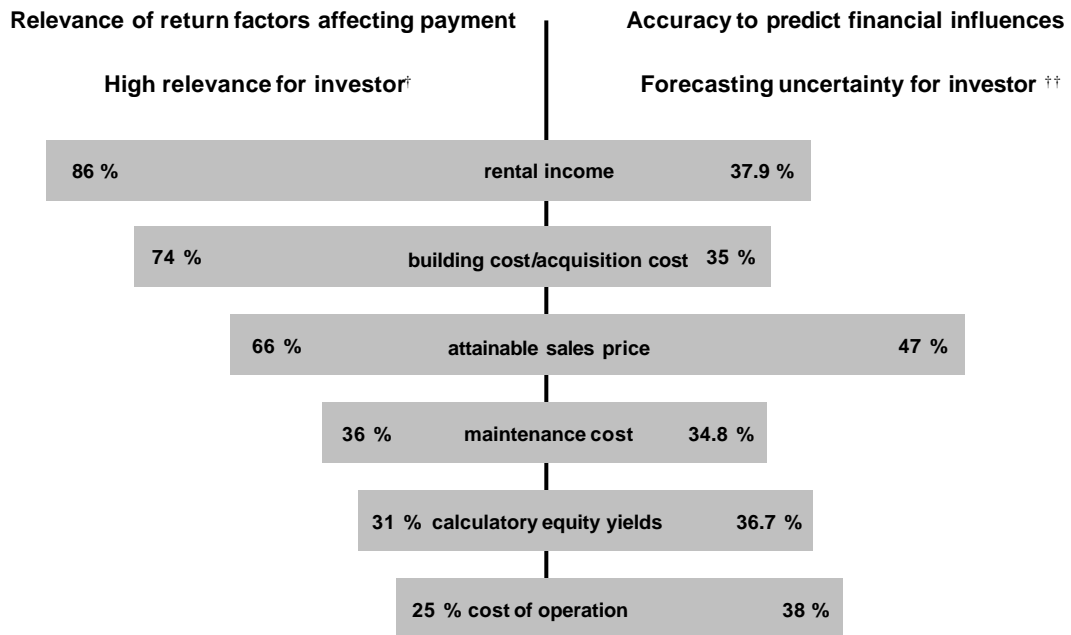 Relevance of return factors affecting payment Accuracy to predict financial influences
High relevance for investor† Forecasting uncertainty for investor ††
86 % rental income 37.9 %
74 % building cost/acquisition cost 35 %
66 % attainable sales price 47 %
36 % maintenance cost 34.8 %
31 % calculatory equity yields 36.7 %
25 % cost of operation 38 %